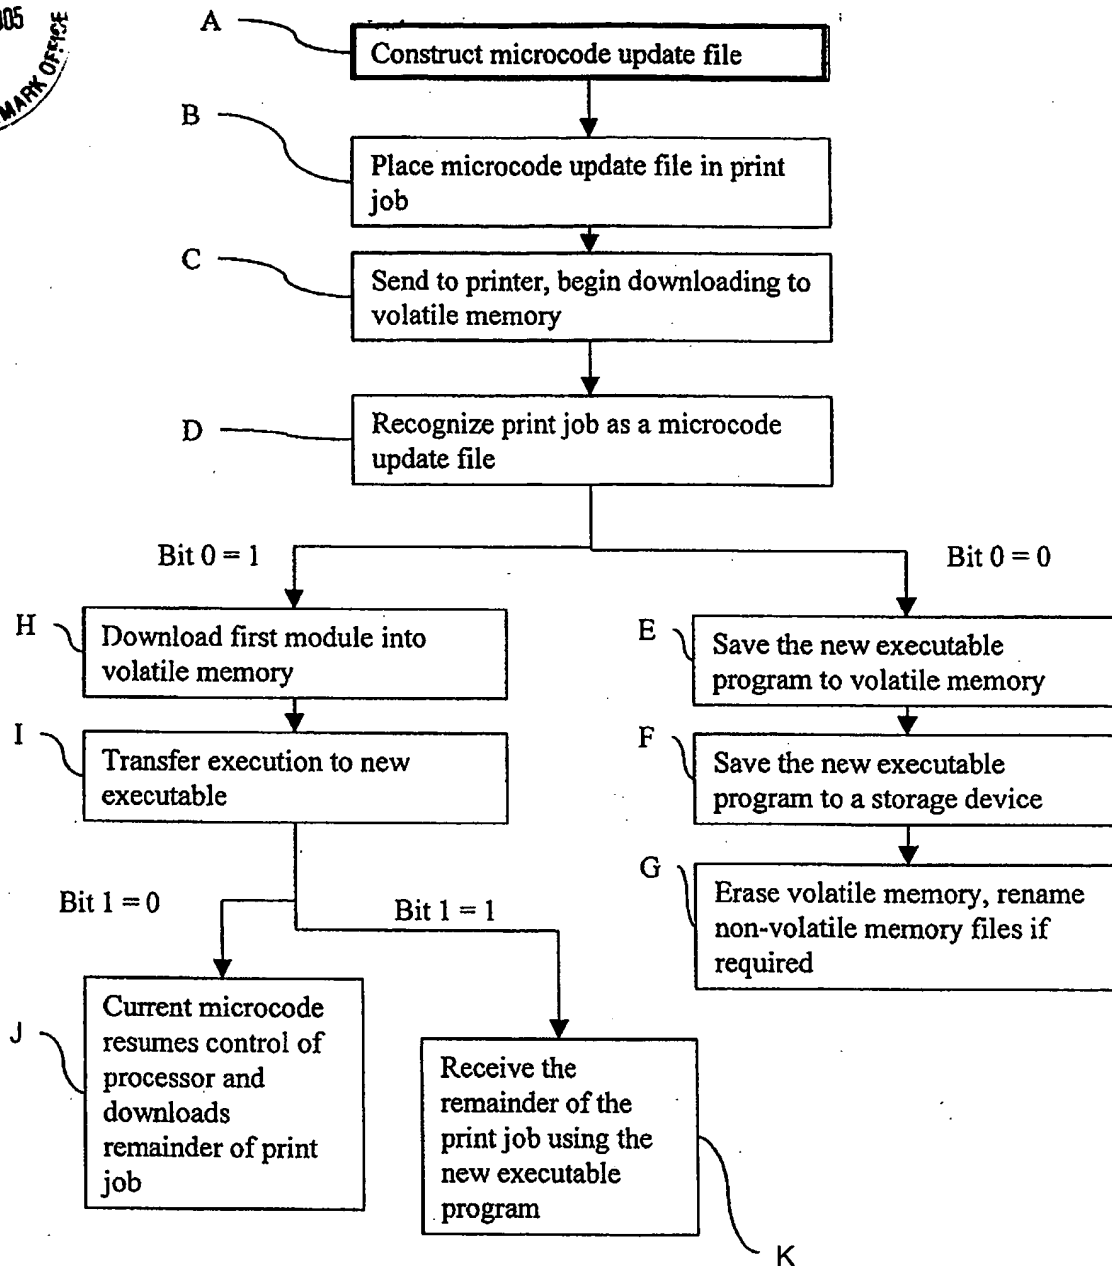 005
MARK OFFICE
A
Construct microcode update file
B
Place microcode update file in print
job
C
Send to printer, begin downloading to
volatile memory
D
Recognize print job as a microcode
update file
Bit 0 = 1
Bit 0 = 0
H
Download first module into
volatile memory
E
Save the new executable
program to volatile memory
I
Transfer execution to new
executable
F
Save the new executable
program to a storage device
G
Erase volatile memory, rename
non-volatile memory files if
required
Bit 1 = 0
Bit 1 = 1
J
Current microcode
resumes control of
processor and
downloads
remainder of print
job
Receive the
remainder of the
print job using the
new executable
program
K